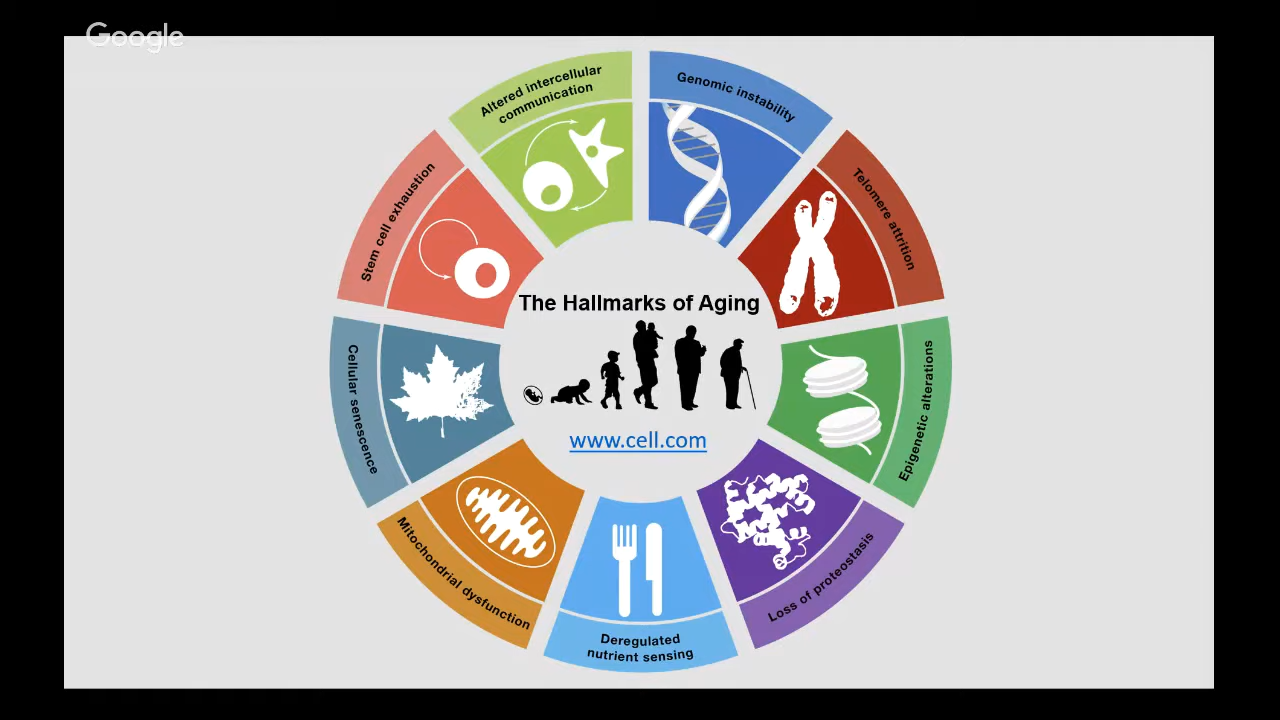 Google
Altered intercellular
communication
Genomic instability
Telomere attrition
Epigenetic alterations
Loss of proteostasis
Deregulated
nutrient sensing
Mitochondrial dysfunction
Cellular senescence
Stem cell exhaustion
The Hallmarks of Aging
www.cell.com